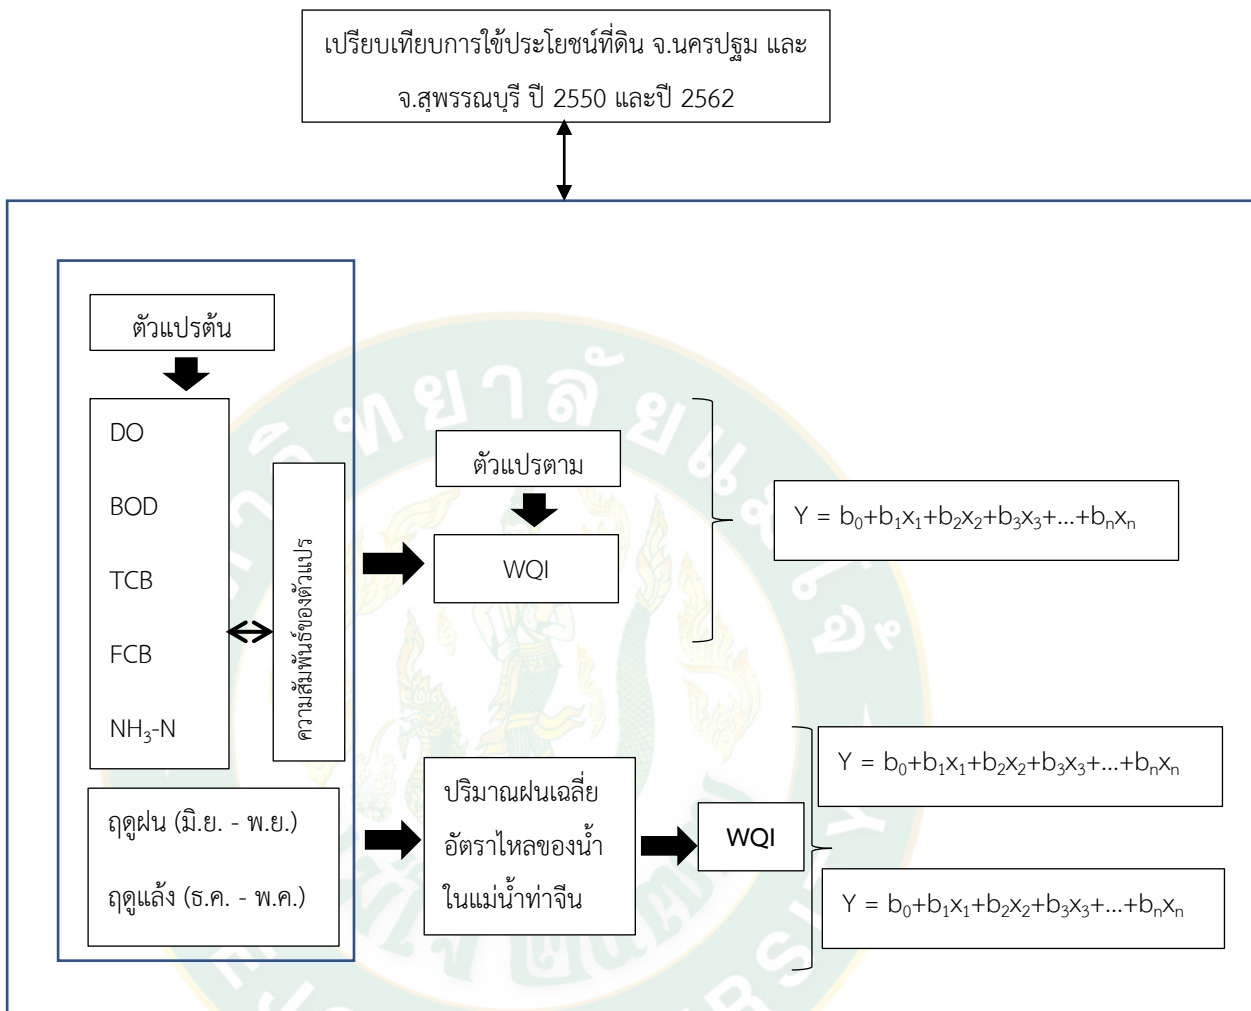 เปรียบเทียบการใช้ประโยชน์ที่ดิน จ.นครปฐม และ
จ.สุพรรณบุรี ปี 2550 และปี 2562
ตัวแปรต้น
DO
BOD
TCB
FCB
NH₃-N
ความสัมพันธ์ของตัวแปร
ตัวแปรตาม
WQI
Y = b₀+b₁x₁+b₂x₂+b₃x₃+...+bₙxₙ
ฤดูฝน (มิ.ย. - พ.ย.)
ฤดูแล้ง (ธ.ค. - พ.ค.)
ปริมาณฝนเฉลี่ย
อัตราไหลของน้ำ
ในแม่น้ำท่าจีน
WQI
Y = b₀+b₁x₁+b₂x₂+b₃x₃+...+bₙxₙ
Y = b₀+b₁x₁+b₂x₂+b₃x₃+...+bₙxₙ